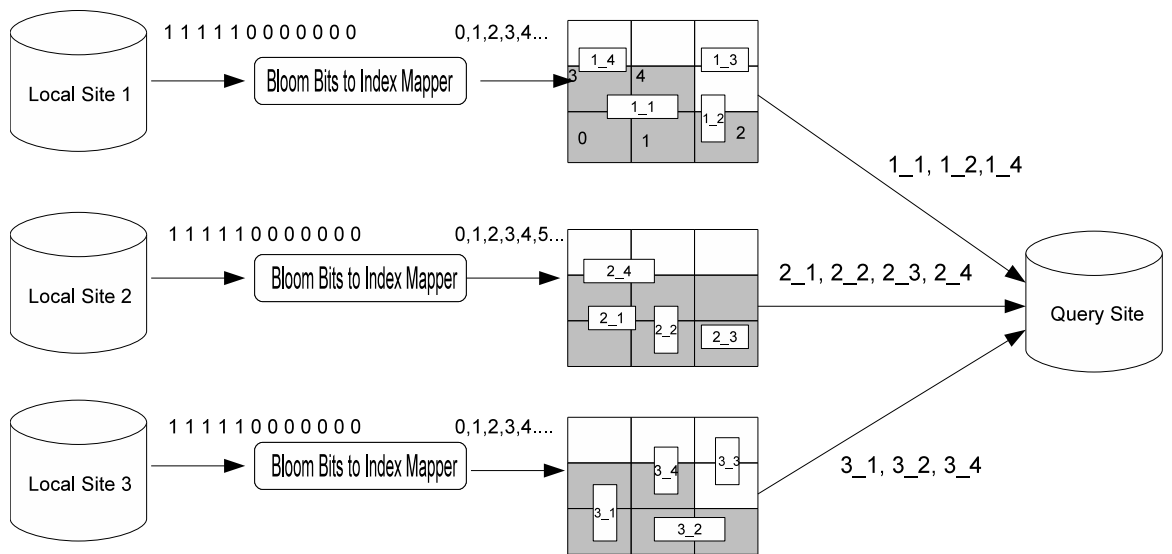 1 1 1 1 1 0 0 0 0 0 0 0
0,1,2,3,4...
Local Site 1
Bloom Bits to Index Mapper
1_4
1_3
3
4
1_1
1_2
0
1
2
1_1, 1_2,1_4
1 1 1 1 1 1 0 0 0 0 0 0
0,1,2,3,4,5...
Local Site 2
Bloom Bits to Index Mapper
2_4
2_1
2_2
2_3
2_1, 2_2, 2_3, 2_4
Query Site
1 1 1 1 1 0 0 0 0 0 0 0
0,1,2,3,4....
Local Site 3
Bloom Bits to Index Mapper
3_4
3_3
3_1
3_2
3_1, 3_2, 3_4